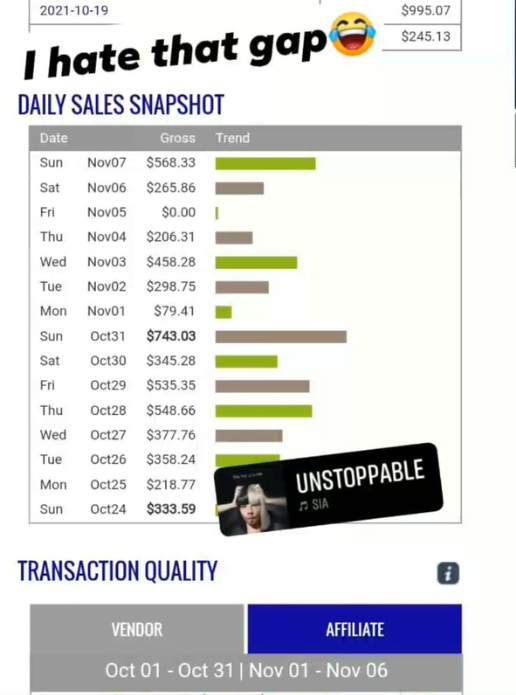 2021-10-19 $995.07
$245.13
I hate that gap😂
DAILY SALES SNAPSHOT
Date Gross Trend
Sun Nov07 $568.33
Sat Nov06 $265.86
Fri Nov05 $0.00
Thu Nov04 $206.31
Wed Nov03 $458.28
Tue Nov02 $298.75
Mon Nov01 $79.41
Sun Oct31 $743.03
Sat Oct30 $345.28
Fri Oct29 $535.35
Thu Oct28 $548.66
Wed Oct27 $377.76
Tue Oct26 $358.24
Mon Oct25 $218.77
Sun Oct24 $333.59
UNSTOPPABLE
SIA
TRANSACTION QUALITY
i
VENDOR AFFILIATE
Oct 01 - Oct 31 | Nov 01 - Nov 06